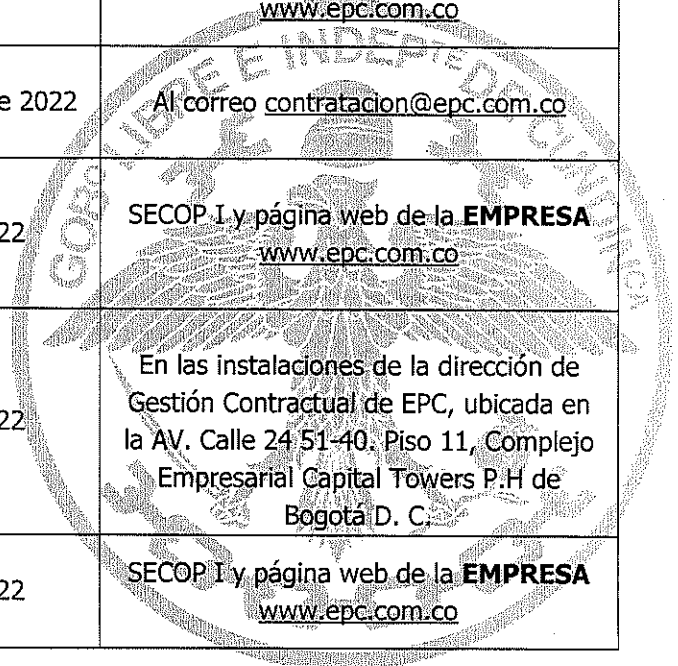 www.epc.com.co
e 2022
Al correo contratacion@epc.com.co
22
SECOP I y página web de la EMPRESA
www.epc.com.co
22
En las instalaciones de la dirección de
Gestión Contractual de EPC, ubicada en
la AV. Calle 24 51-40. Piso 11, Complejo
Empresarial Capital Towers P.H de
Bogotá D. C.
22
SECOP I y página web de la EMPRESA
www.epc.com.co